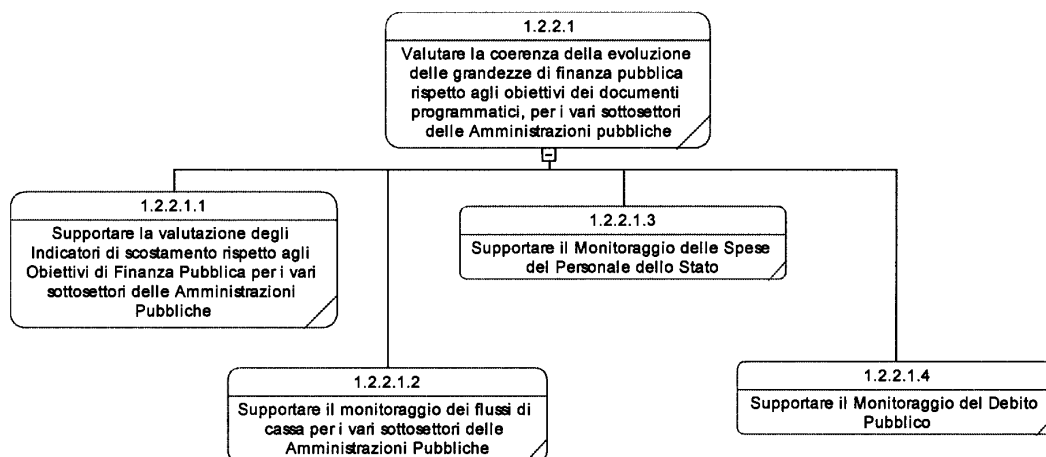 1.2.2.1
Valutare la coerenza della evoluzione
delle grandezze di finanza pubblica
rispetto agli obiettivi dei documenti
programmatici, per i vari sottosettori
delle Amministrazioni pubbliche
1.2.2.1.1
Supportare la valutazione degli
Indicatori di scostamento rispetto agli
Obiettivi di Finanza Pubblica per i vari
sottosettori delle Amministrazioni
Pubbliche
1.2.2.1.3
Supportare il Monitoraggio delle Spese
del Personale dello Stato
1.2.2.1.2
Supportare il monitoraggio dei flussi di
cassa per i vari sottosettori delle
Amministrazioni Pubbliche
1.2.2.1.4
Supportare il Monitoraggio del Debito
Pubblico